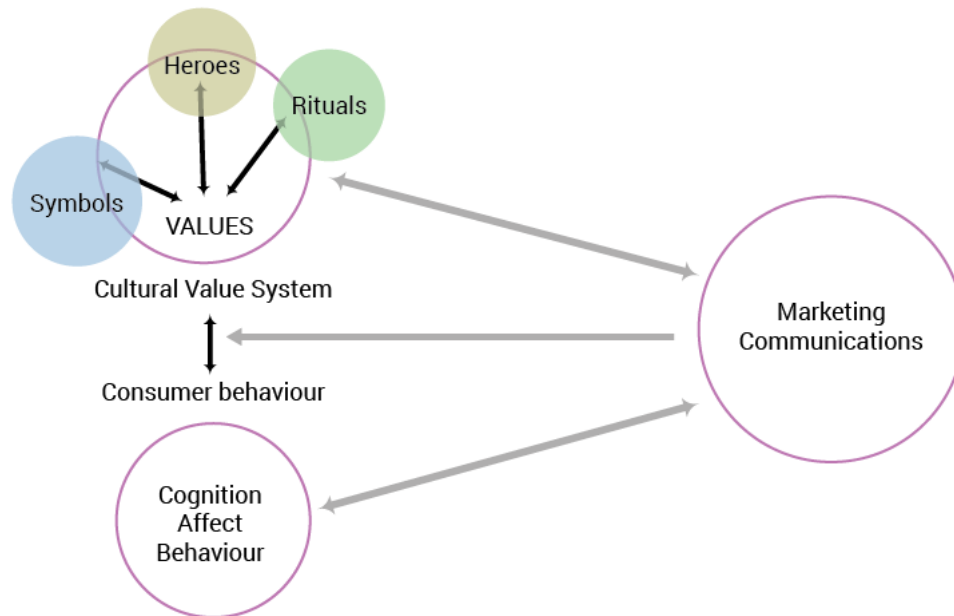 Heroes
Rituals
Symbols
VALUES
Cultural Value System
Marketing
Communications
Consumer behaviour
Cognition
Affect
Behaviour